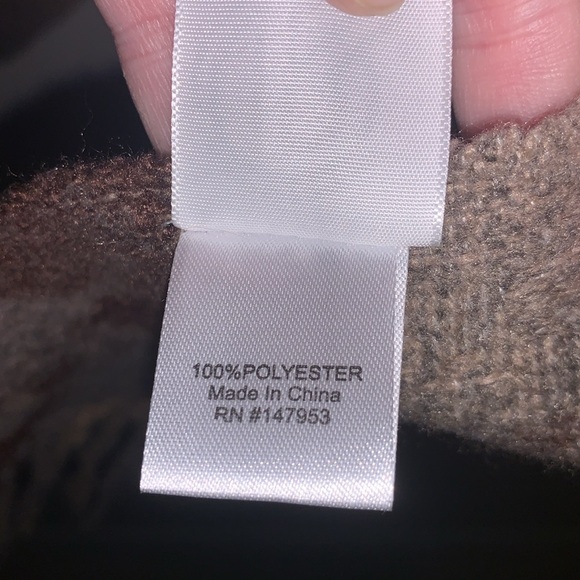 100%POLYESTER
Made In China
RN #147953